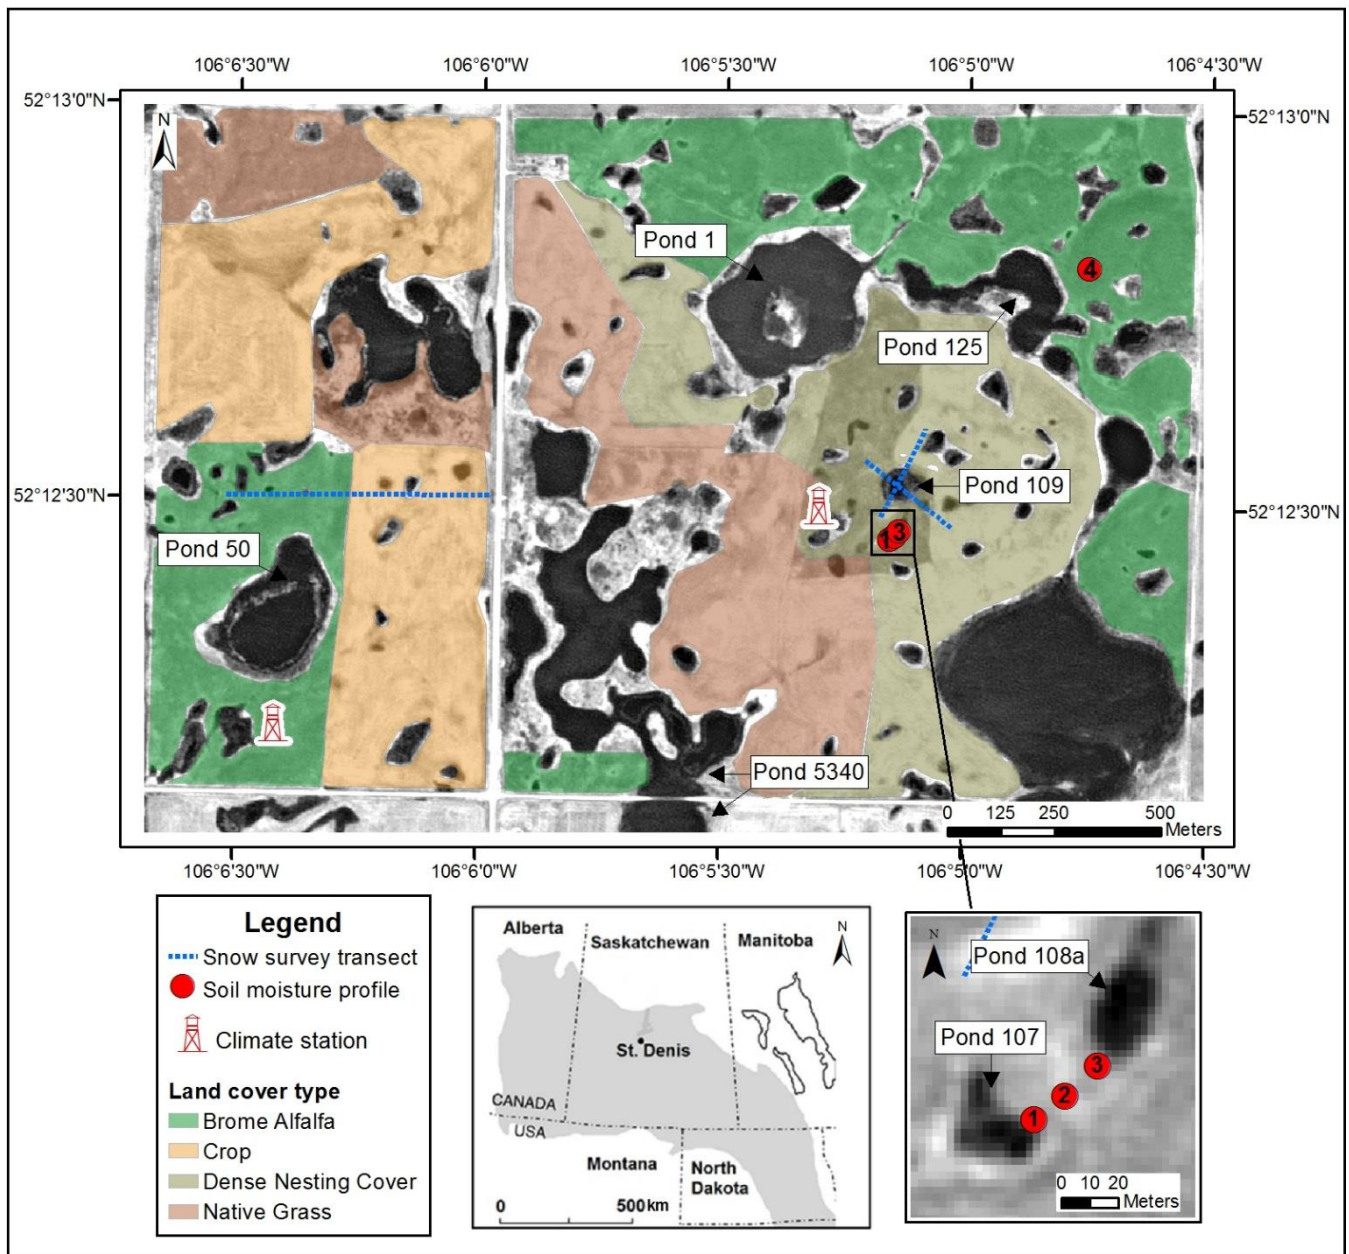 106°6'30"W 106°6'0"W 106°5'30"W 106°5'0"W 106°4'30"W
52°13'0"N 52°13'0"N
N
Pond 1
4
Pond 125
52°12'30"N 52°12'30"N
Pond 109
Pond 50
1 3
Pond 5340
0 125 250 500
Meters
106°6'30"W 106°6'0"W 106°5'30"W 106°5'0"W 106°4'30"W
Legend
Snow survey transect
Soil moisture profile
Climate station
Land cover type
Brome Alfalfa
Crop
Dense Nesting Cover
Native Grass
Alberta
Saskatchewan
Manitoba
N
St. Denis
CANADA
USA
Montana
North
Dakota
0 500 km
N
Pond 108a
Pond 107
3
2
1
0 10 20
Meters